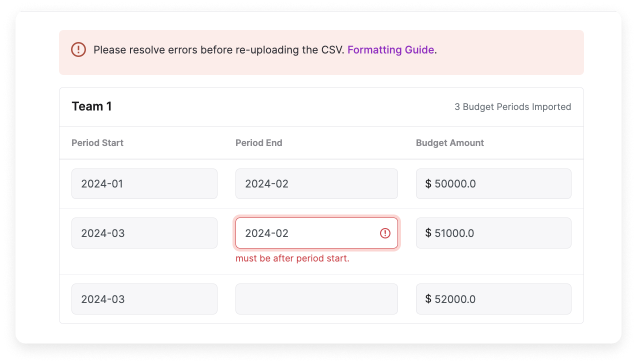 Please resolve errors before re-uploading the CSV. Formatting Guide.
Team 1 3 Budget Periods Imported
Period Start Period End Budget Amount
2024-01 2024-02 $ 50000.0
2024-03 2024-02 $ 51000.0
must be after period start.
2024-03 $ 52000.0